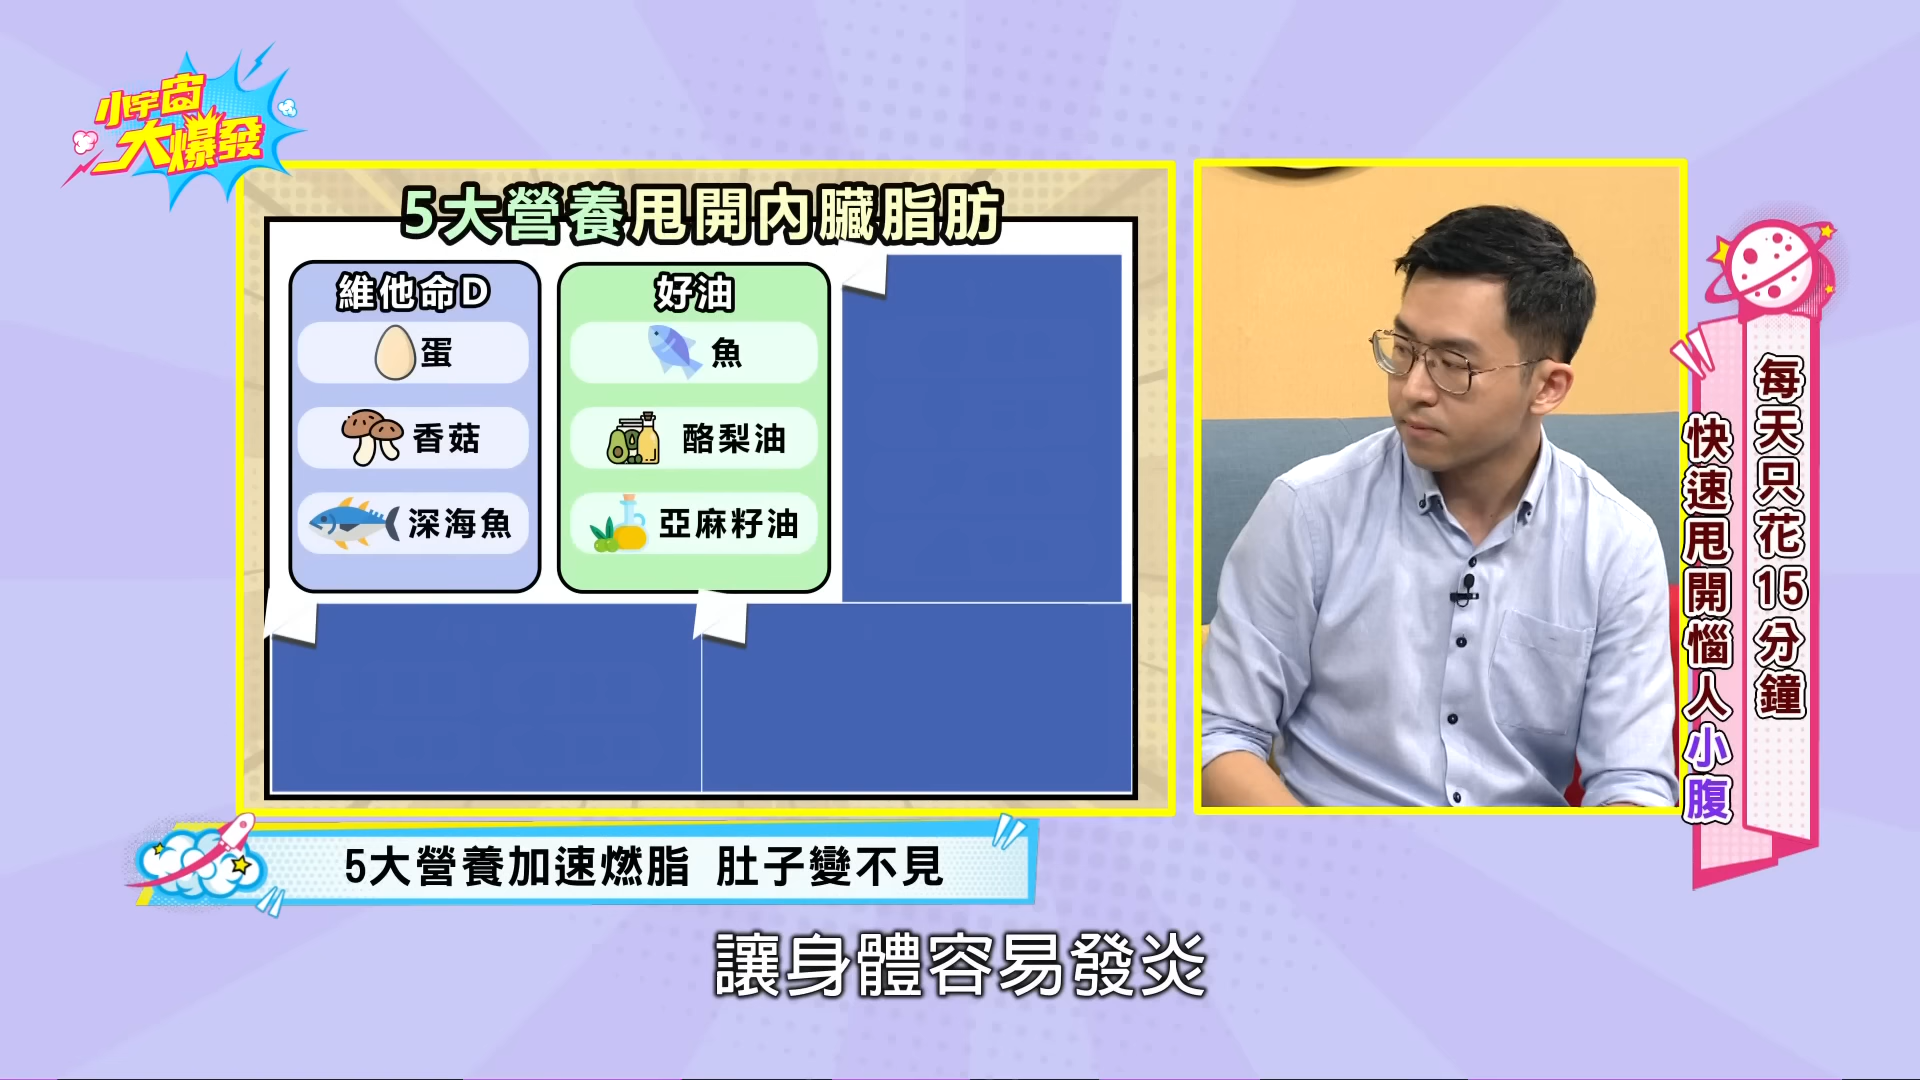 小宇宙
大爆發
5大營養甩開內臟脂肪
維他命D
蛋
香菇
深海魚
好油
魚
酪梨油
亞麻籽油
每天只花15分鐘
快速甩開惱人小腹
5大營養加速燃脂 肚子變不見
讓身體容易發炎